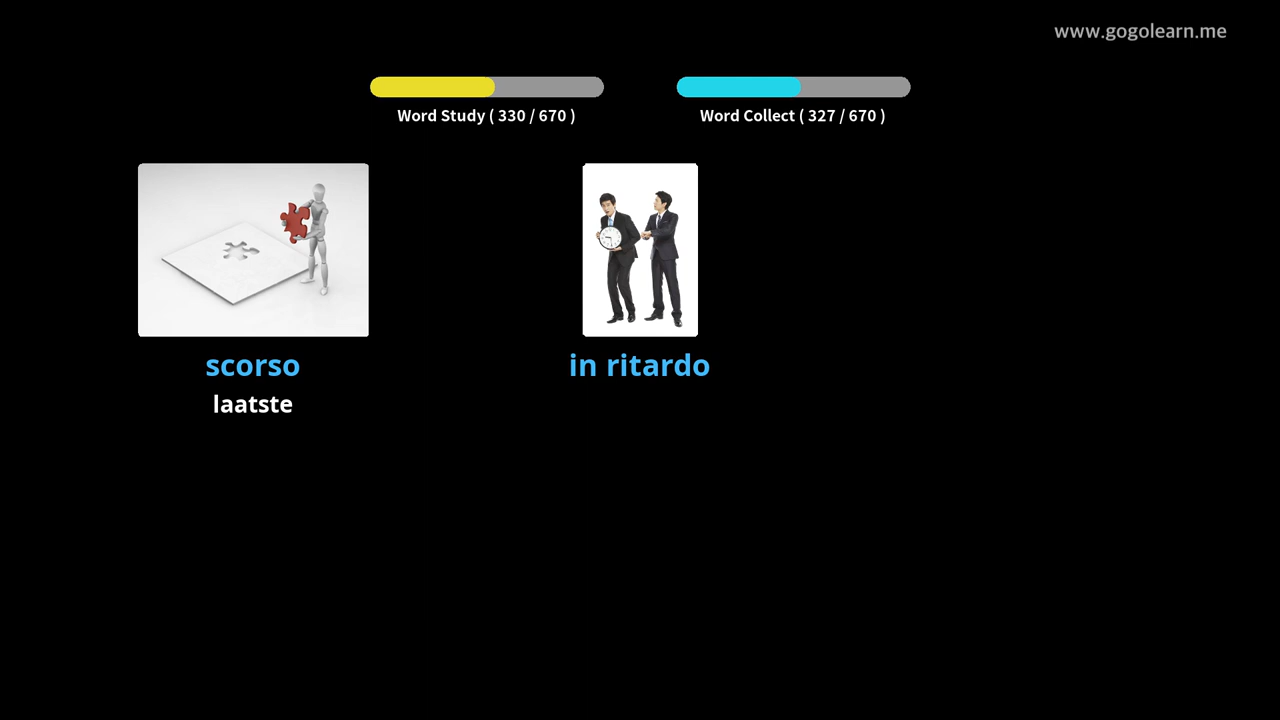 www.gogolearn.me
Word Study ( 330 / 670 )
Word Collect ( 327 / 670 )
scorso
in ritardo
laatste